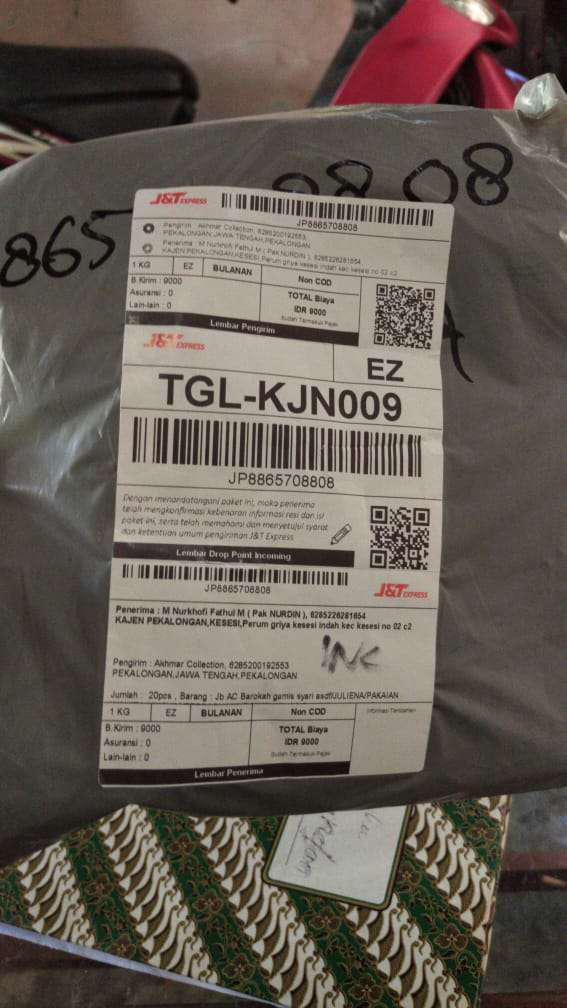 865
08 08
J&T EXPRESS
JP8865708808
Pengirim : Akhmar Collection, 6285200192553,
PEKALONGAN,JAWA TENGAH,PEKALONGAN
Penerima : M Nurkhofi Fathul M ( Pak NURDIN ), 6285226281654
KAJEN PEKALONGAN,KESESI,Perum griya kesesi indah kec kesesi no 02 c2
1 KG EZ BULANAN Non COD
B.Kirim : 9000
Asuransi : 0
Lain-lain : 0
TOTAL Biaya
IDR 9000
Sudah Termasuk Pajak
Lembar Pengirim
J&T EXPRESS
EZ
TGL-KJN009
JP8865708808
Dengan menandatangani paket ini, maka penerima
telah mengkonfirmasi kebenaran informasi resi dan isi
paket ini, serta telah memahami dan menyetujui syarat
dan ketentuan umum pengiriman J&T Express
Lembar Drop Point Incoming
JP8865708808
J&T EXPRESS
Penerima : M Nurkhofi Fathul M ( Pak NURDIN ), 6285226281654
KAJEN PEKALONGAN,KESESI,Perum griya kesesi indah kec kesesi no 02 c2
Pengirim : Akhmar Collection, 6285200192553
PEKALONGAN,JAWA TENGAH,PEKALONGAN
Jumlah : 20pcs , Barang : Jb AC Barokah gamis syari asdf/JULIENA/PAKAIAN
1 KG EZ BULANAN Non COD
B.Kirim : 9000
Asuransi : 0
Lain-lain : 0
TOTAL Biaya
IDR 9000
Sudah Termasuk Pajak
Informasi Tambahan
Lembar Penerima